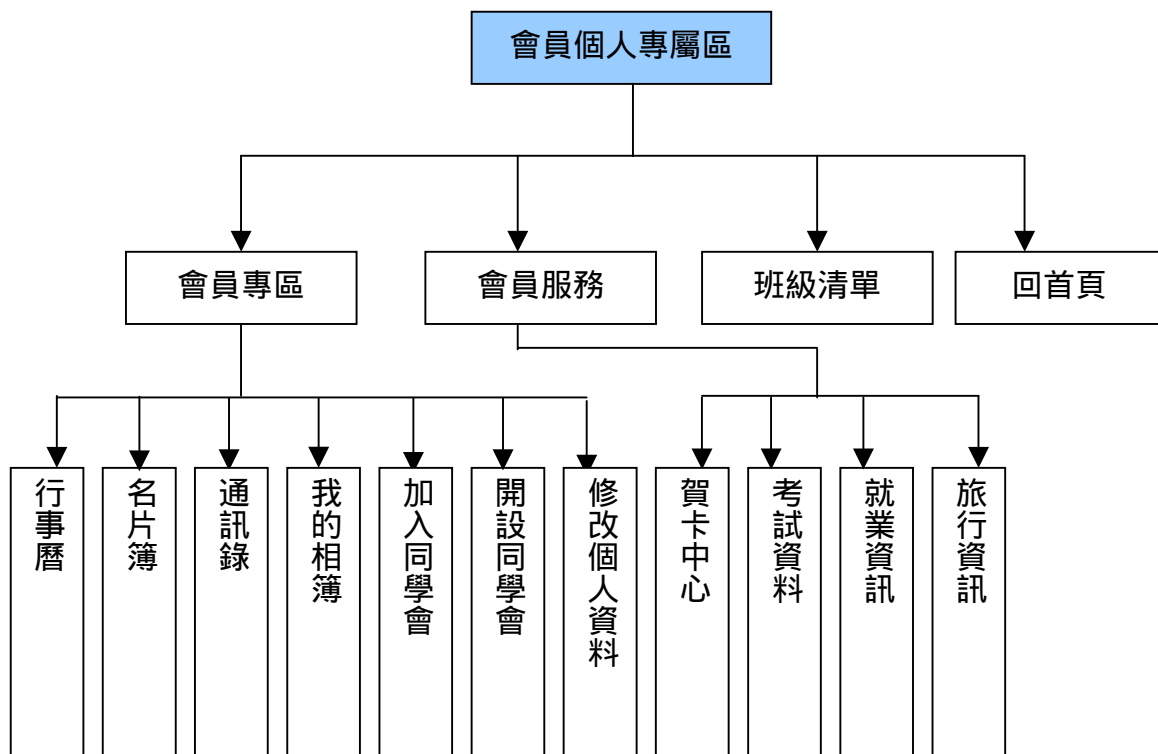 會員個人專屬區
會員專區
會員服務
班級清單
回首頁
行事曆
名片簿
通訊錄
我的相簿
加入同學會
開設同學會
修改個人資料
賀卡中心
考試資料
就業資訊
旅行資訊